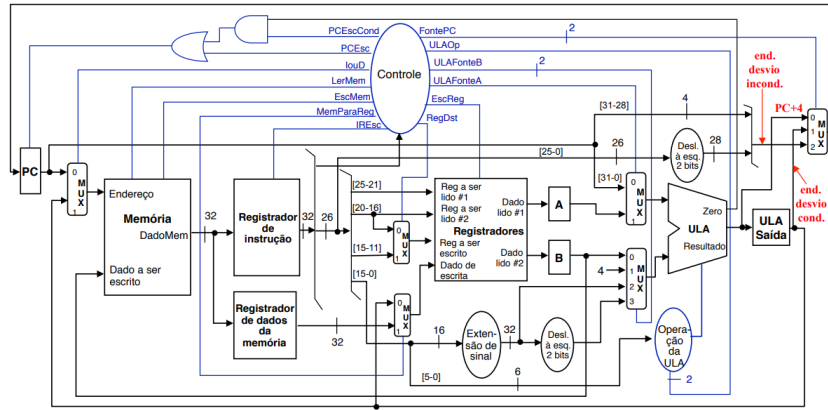 PCEscCond
FontePC
2
PCEsc
ULAOp
IouD
ULAFonteB
2
LerMem
Controle
ULAFonteA
EscMem
EscReg
MemParaReg
RegDst
IREsc
end.
desvio
incond.
PC+4
[31-28]
4
0
1
2
M
U
X
26
28
[25-0]
Desl.
à esq.
2 bits
[31-0]
PC
0
M
U
X
1
Endereço
Memória
DadoMem
Dado a ser
escrito
32
Registrador
de instrução
32
26
[25-21]
[20-16]
[15-11]
[15-0]
0
M
U
X
1
Reg a ser
lido #1
Reg a ser
lido #2
Registradores
Reg a ser
escrito
Dado de
escrita
Dado
lido #1
Dado
lido #2
A
B
0
M
U
X
1
4
0
1
2
3
M
U
X
Zero
ULA
Resultado
ULA
Saída
end.
desvio
cond.
Registrador
de dados
da
memória
32
0
M
U
X
1
16
Exten-
são de
sinal
32
Desl.
à esq.
2 bits
Opera-
ção da
ULA
[5-0]
6
2